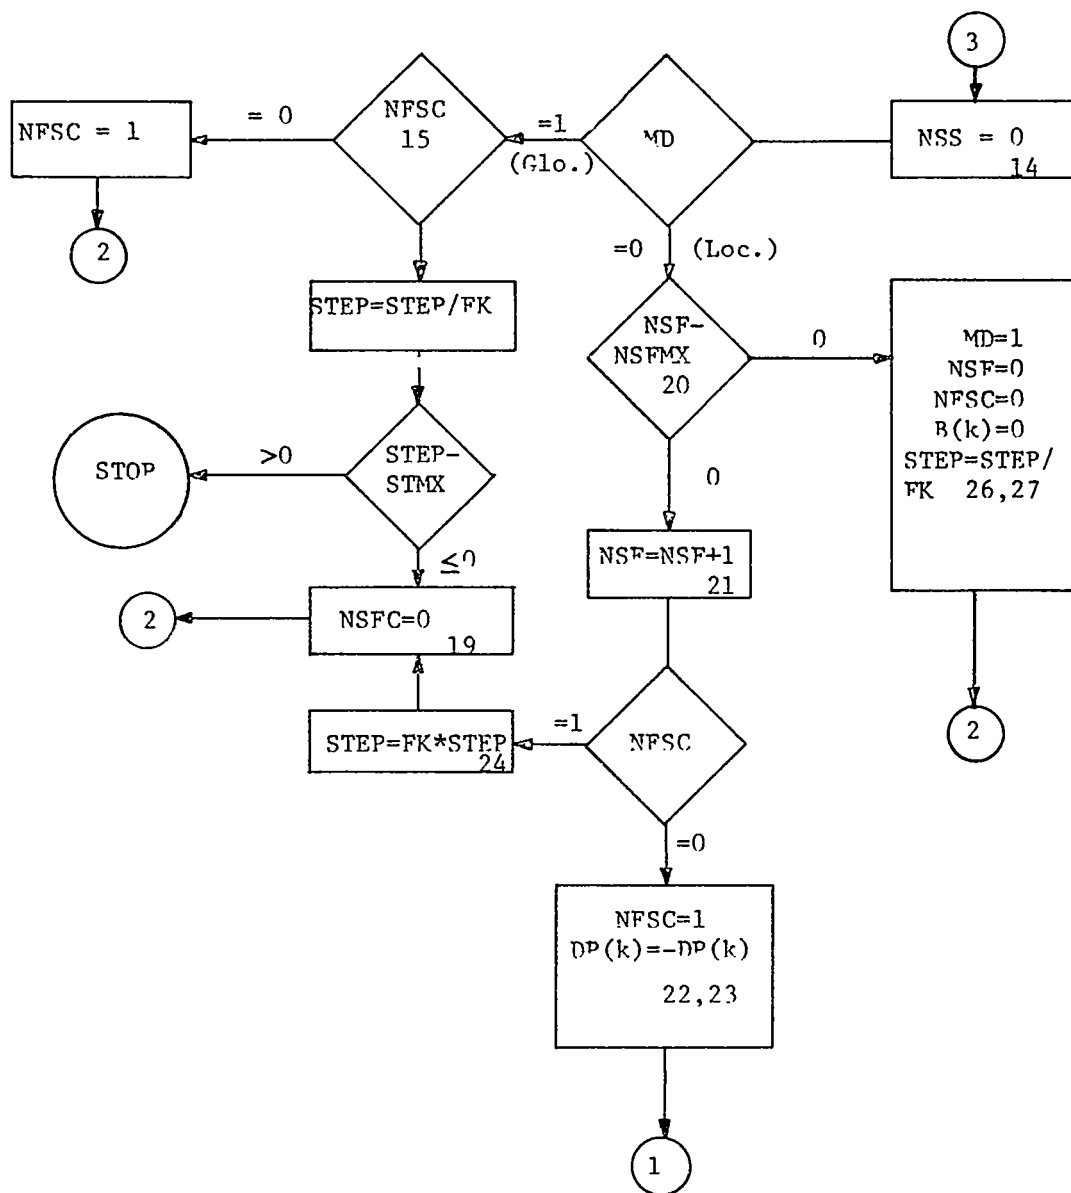 3
NSS = 0
14
MD
=1
(Glo.)
NFSC
15
= 0
NFSC = 1
2
=0 (Loc.)
STEP=STEP/FK
NSF-
NSFMX
20
0
MD=1
NSF=0
NFSC=0
B(k)=0
STEP=STEP/
FK 26,27
2
STEP-
STMX
>0
STOP
≤0
0
NSF=NSF+1
21
NSFC=0
19
2
NFSC
=1
STEP=FK*STEP
24
=0
NFSC=1
DP(k)=-DP(k)
22,23
1